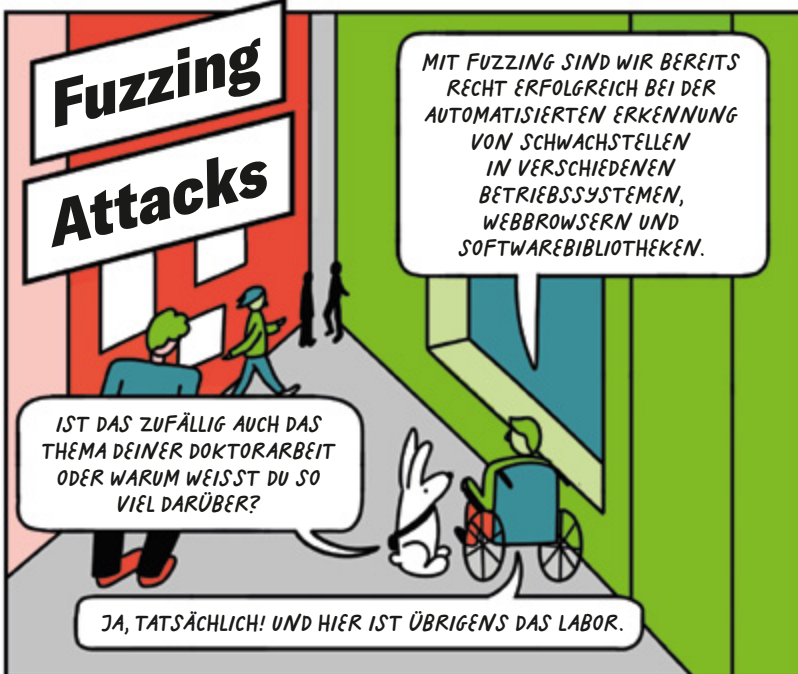 Fuzzing
Attacks
MIT FUZZING SIND WIR BEREITS
RECHT ERFOLGREICH BEI DER
AUTOMATISIERTEN ERKENNUNG
VON SCHWACHSTELLEN
IN VERSCHIEDENEN
BETRIEBSSYSTEMEN,
WEBBROWSERN UND
SOFTWAREBIBLIOTHEKEN.
IST DAS ZUFÄLLIG AUCH DAS
THEMA DEINER DOKTORARBEIT
ODER WARUM WEISST DU SO
VIEL DARÜBER?
JA, TATSÄCHLICH! UND HIER IST ÜBRIGENS DAS LABOR.